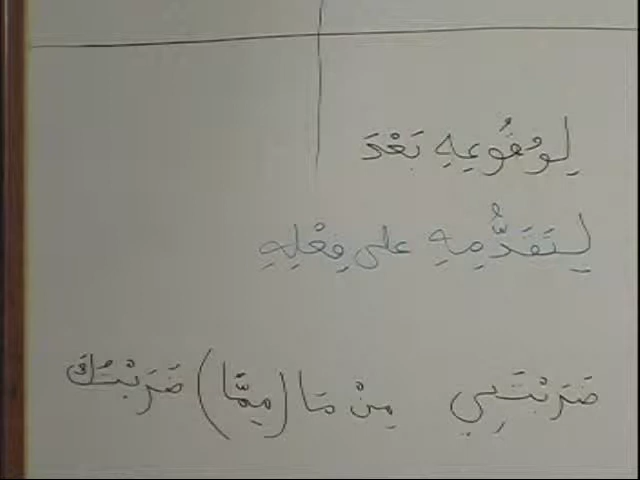 لِوُقُوعِهِ بَعْدَ
لِتَقَدُّمِهِ على فِعْلِهِ
ضَرَبْتَنِي مِنْ مَا (مِمَّا) ضَرَبْتُكَ